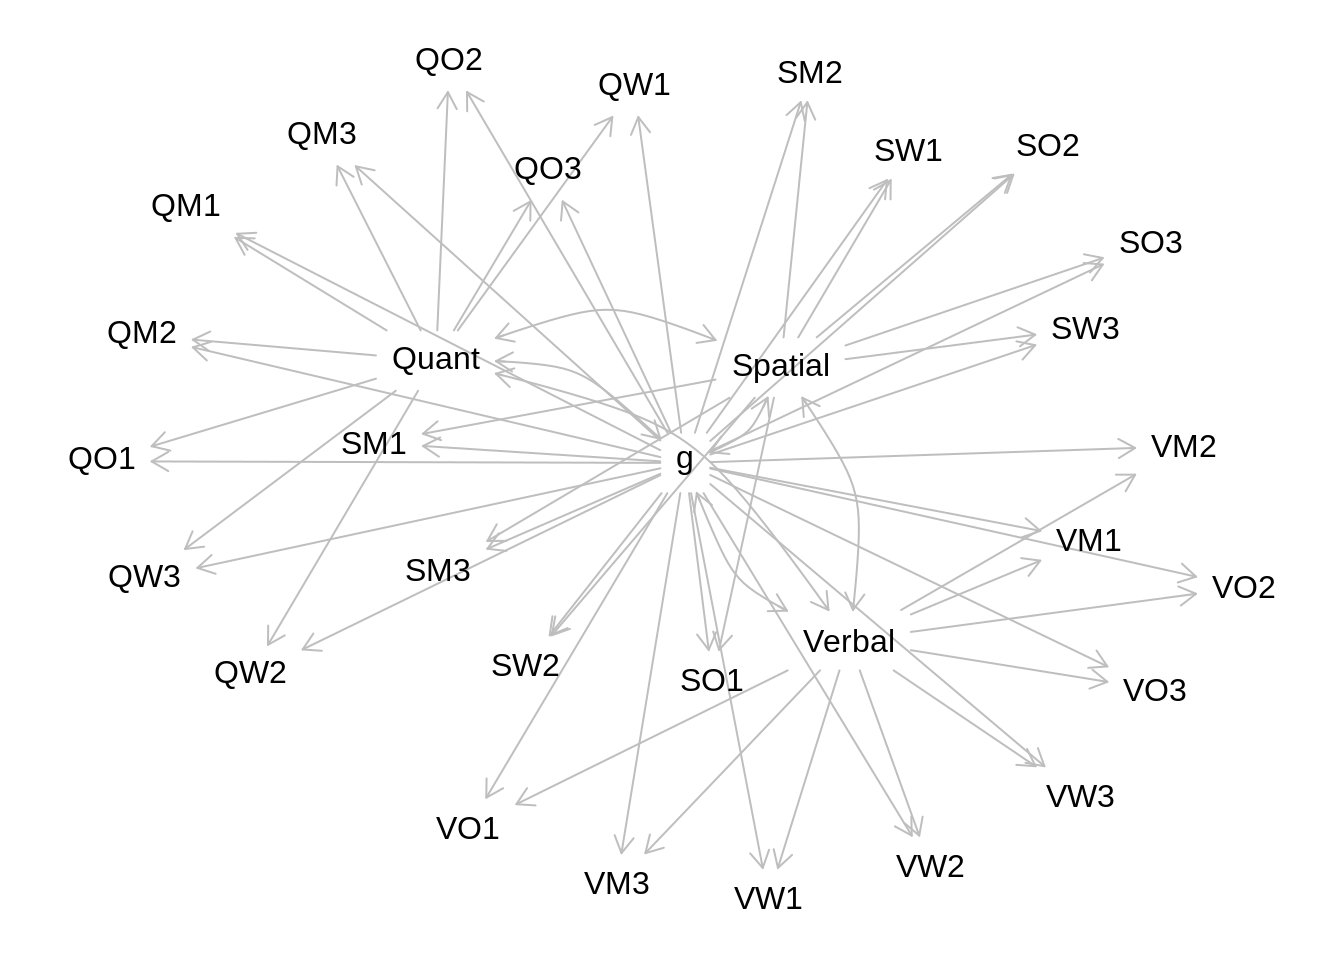 QO2
SM2
QW1
QM3
SO2
SW1
QO3
QM1
SO3
SW3
QM2
Quant
Spatial
SM1
VM2
QO1
g
VM1
SM3
QW3
VO2
Verbal
SW2
QW2
SO1
VO3
VW3
VO1
VW2
VM3
VW1